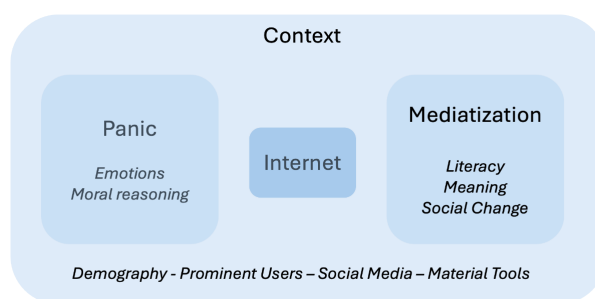 Context
Panic
Emotions
Moral reasoning
Internet
Mediatization
Literacy
Meaning
Social Change
Demography - Prominent Users – Social Media – Material Tools